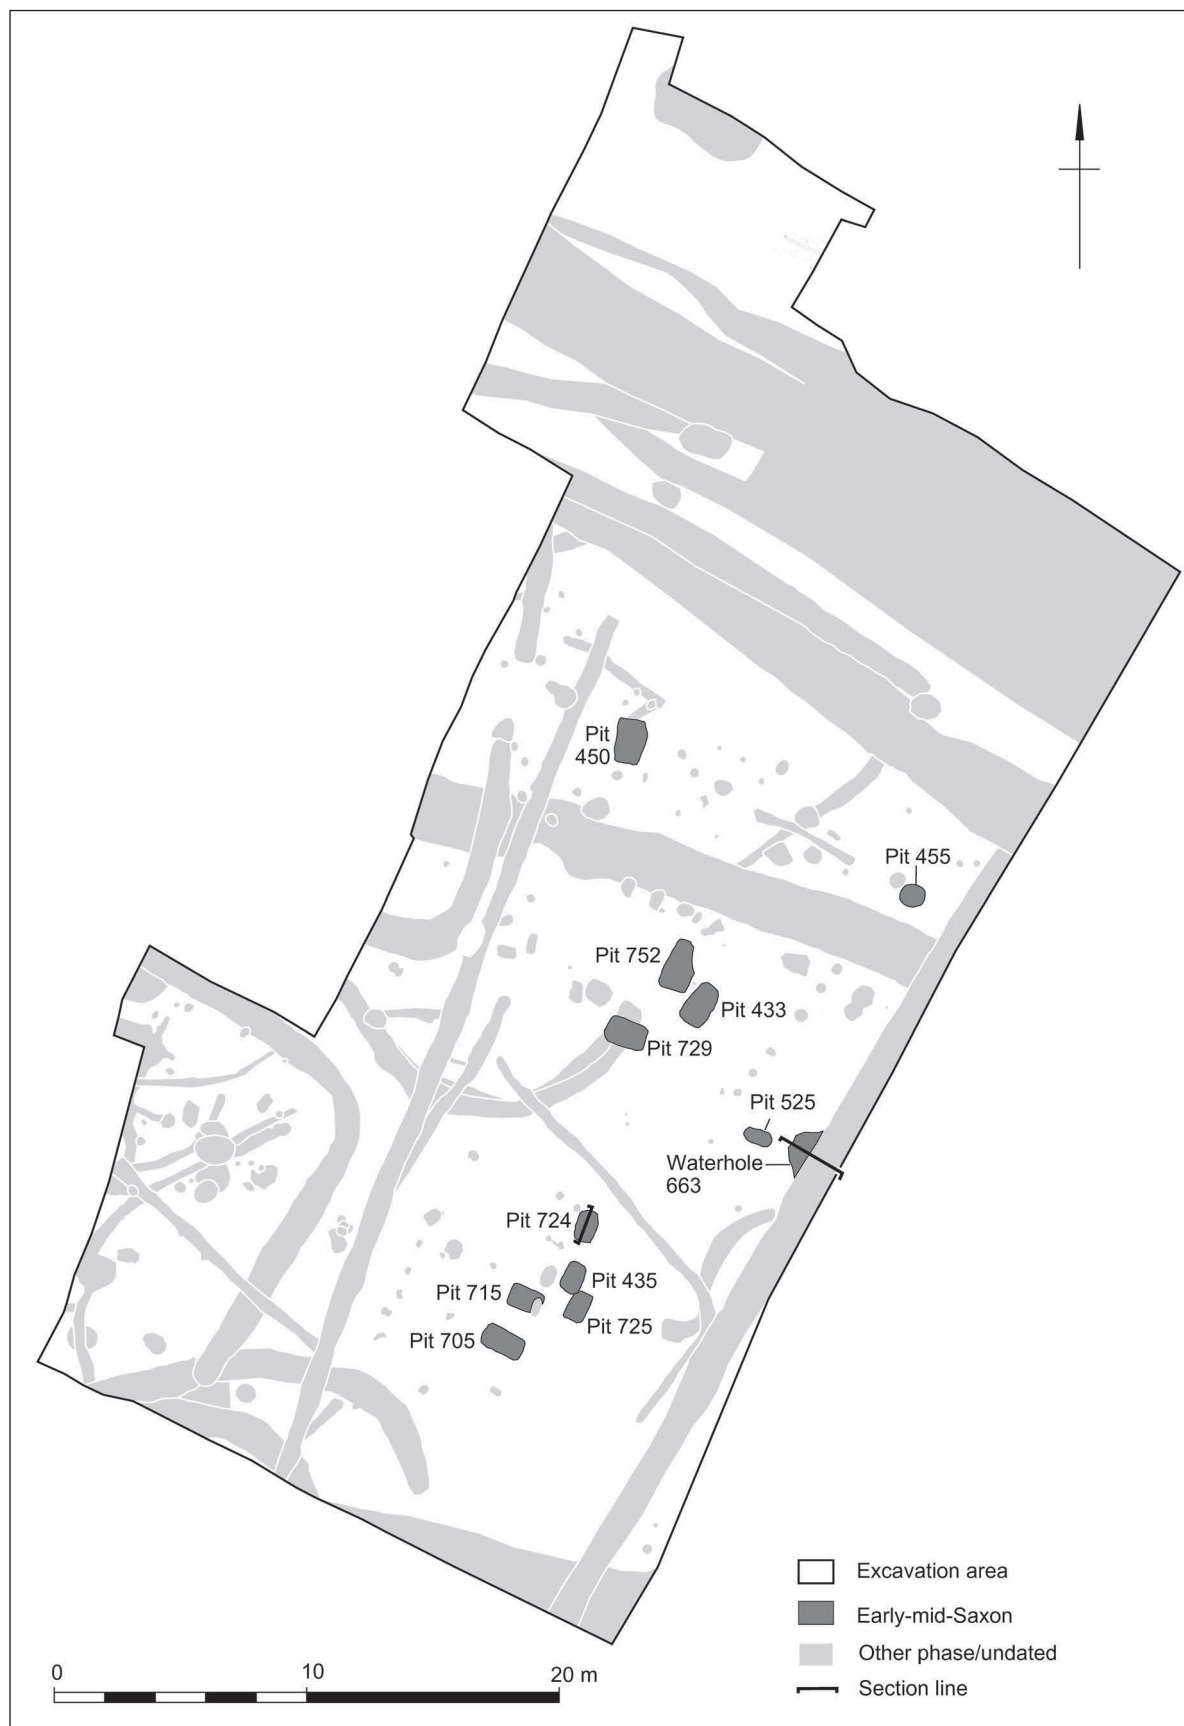 Pit
450
Pit 455
Pit 752
Pit 433
Pit 729
Pit 525
Waterhole
663
Pit 724
Pit 435
Pit 715
Pit 725
Pit 705
Excavation area
Early-mid-Saxon
Other phase/undated
Section line
0 10 20 m